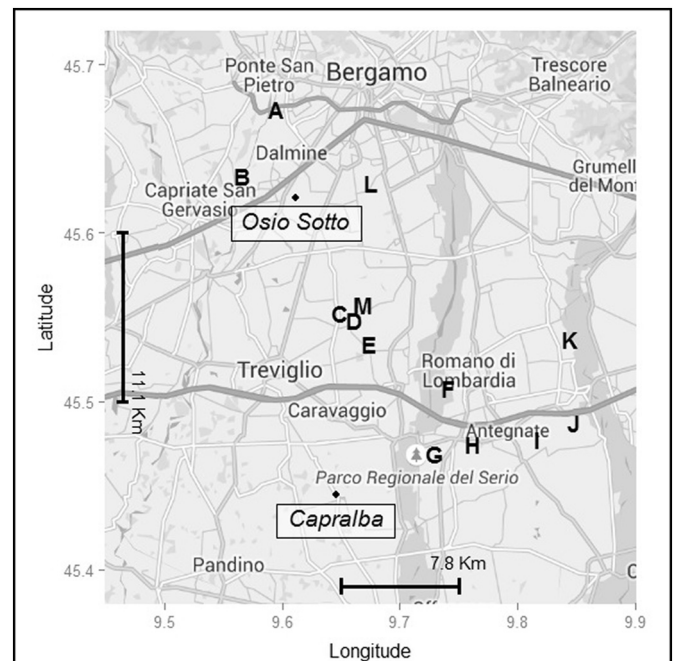 45.7
45.6
45.5
45.4
Latitude
11.1 Km
Ponte San
Pietro
Bergamo
Trescore
Balneario
A
Dalmine
B
L
Capriate San
Gervasio
Grumell
del Mont
Osio Sotto
C
M
D
E
K
Treviglio
Romano di
Lombardia
F
Caravaggio
Antegnate
J
H
I
G
Parco Regionale del Serio
Capralba
Pandino
7.8 Km
9.5
9.6
9.7
9.8
9.9
Longitude